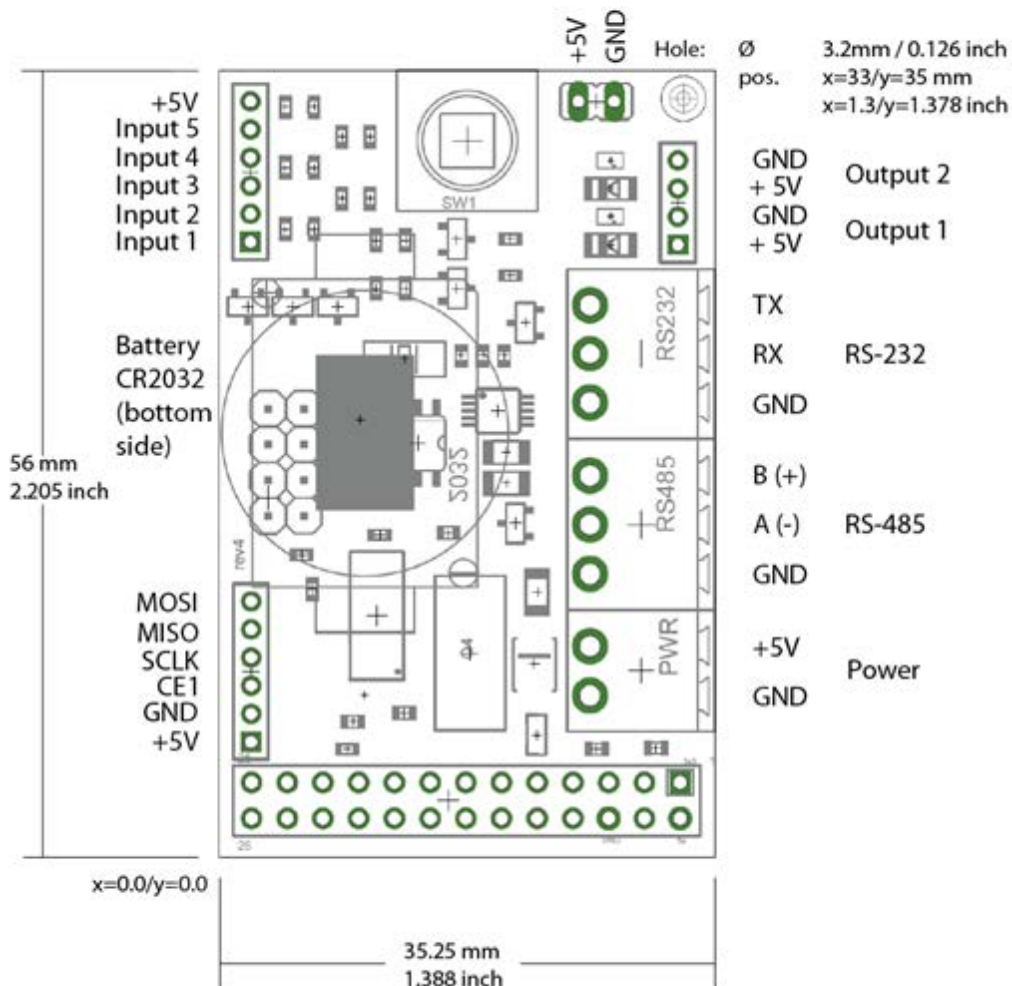 +5V
GND
Hole: Ø 3.2mm / 0.126 inch
pos. x=33/y=35 mm
x=1.3/y=1.378 inch
+5V
Input 5
Input 4
Input 3
Input 2
Input 1
SW1
GND
+ 5V
Output 2
GND
+ 5V
Output 1
RS232
TX
RX
RS-232
GND
Battery
CR2032
(bottom
side)
2032
56 mm
2.205 inch
RS485
B (+)
A (-)
RS-485
GND
rev4
MOSI
MISO
SCLK
CE1
GND
+5V
PWR
+5V
Power
GND
26
x=0.0/y=0.0
35.25 mm
1.388 inch